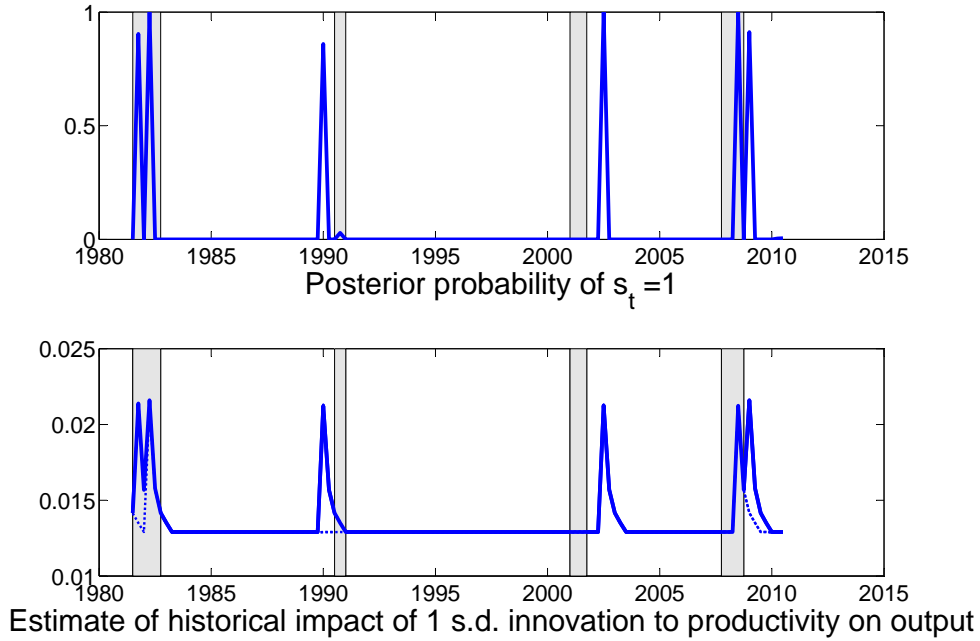 1
0.5
0
1980 1985 1990 1995 2000 2005 2010 2015
Posterior probability of s_t =1
0.025
0.02
0.015
0.01
1980 1985 1990 1995 2000 2005 2010 2015
Estimate of historical impact of 1 s.d. innovation to productivity on output